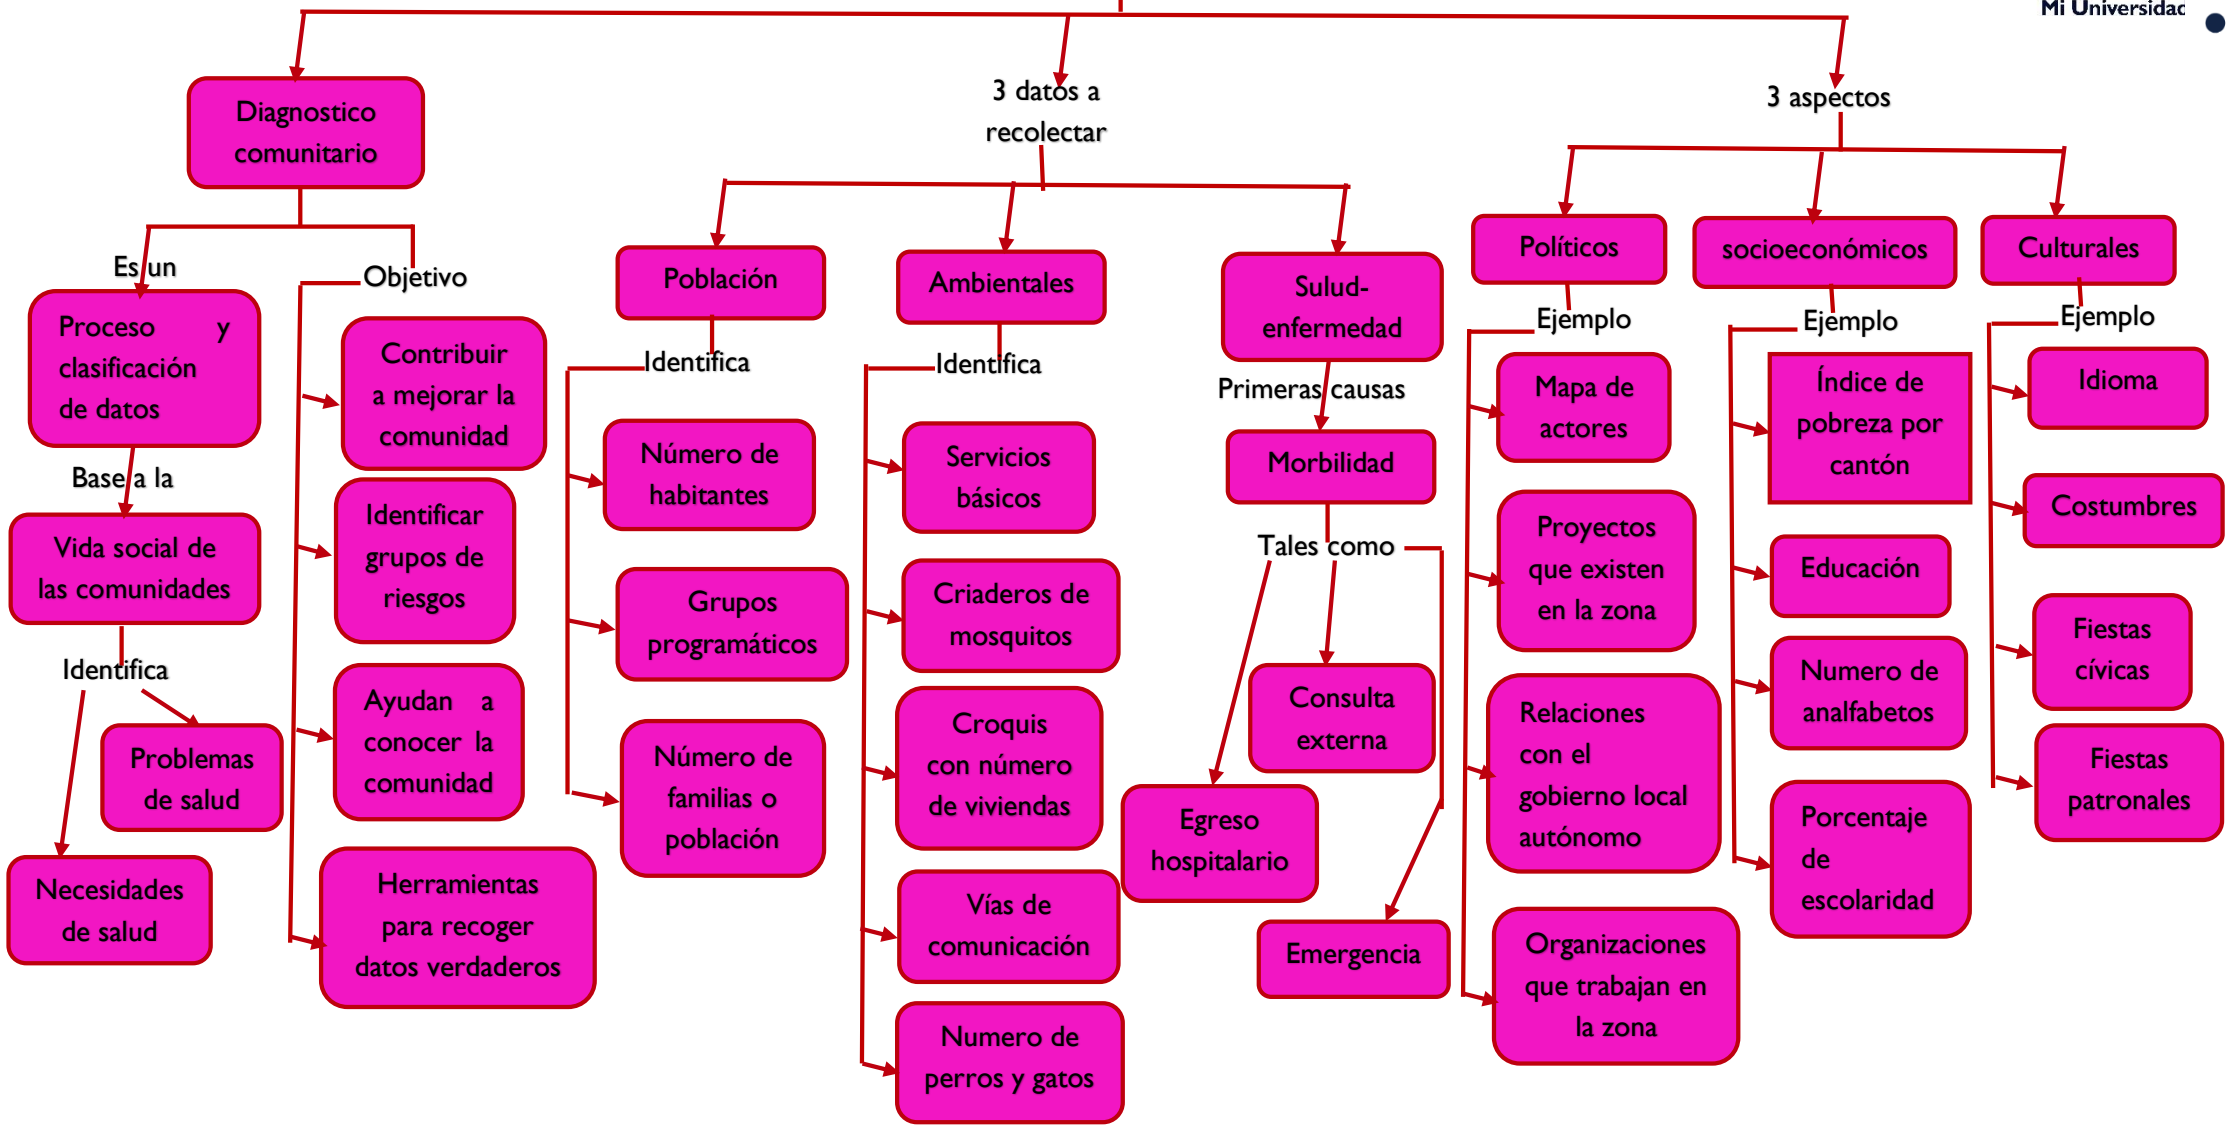 Mi Universidad
Diagnostico
comunitario
Es un
Proceso y
clasificación
de datos
Base a la
Vida social de
las comunidades
Identifica
Problemas
de salud
Necesidades
de salud
Objetivo
Contribuir
a mejorar la
comunidad
Identificar
grupos de
riesgos
Ayudan a
conocer la
comunidad
Herramientas
para recoger
datos verdaderos
3 datos a
recolectar
Población
Identifica
Número de
habitantes
Grupos
programáticos
Número de
familias o
población
Ambientales
Identifica
Servicios
básicos
Criaderos de
mosquitos
Croquis
con número
de viviendas
Vías de
comunicación
Numero de
perros y gatos
Sulud-
enfermedad
Primeras causas
Morbilidad
Tales como
Egreso
hospitalario
Consulta
externa
Emergencia
3 aspectos
Políticos
Ejemplo
Mapa de
actores
Proyectos
que existen
en la zona
Relaciones
con el
gobierno local
autónomo
Organizaciones
que trabajan en
la zona
socioeconómicos
Ejemplo
Índice de
pobreza por
cantón
Educación
Numero de
analfabetos
Porcentaje
de
escolaridad
Culturales
Ejemplo
Idioma
Costumbres
Fiestas
cívicas
Fiestas
patronales